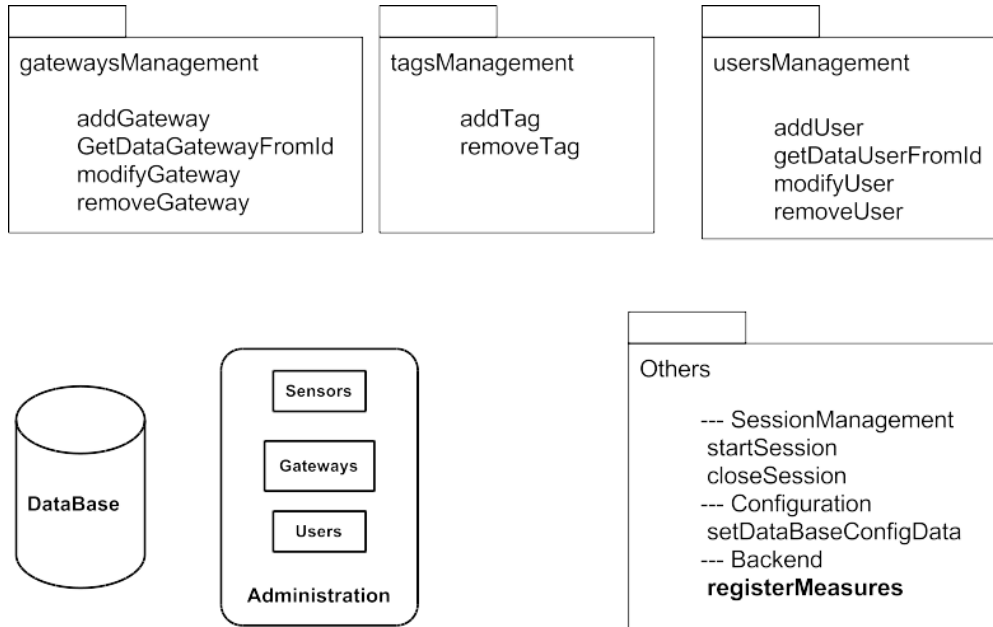 gatewaysManagement
addGateway
GetDataGatewayFromId
modifyGateway
removeGateway
tagsManagement
addTag
removeTag
usersManagement
addUser
getDataUserFromId
modifyUser
removeUser
DataBase
Sensors
Gateways
Users
Administration
Others
--- SessionManagement
startSession
closeSession
--- Configuration
setDataBaseConfigData
--- Backend
registerMeasures